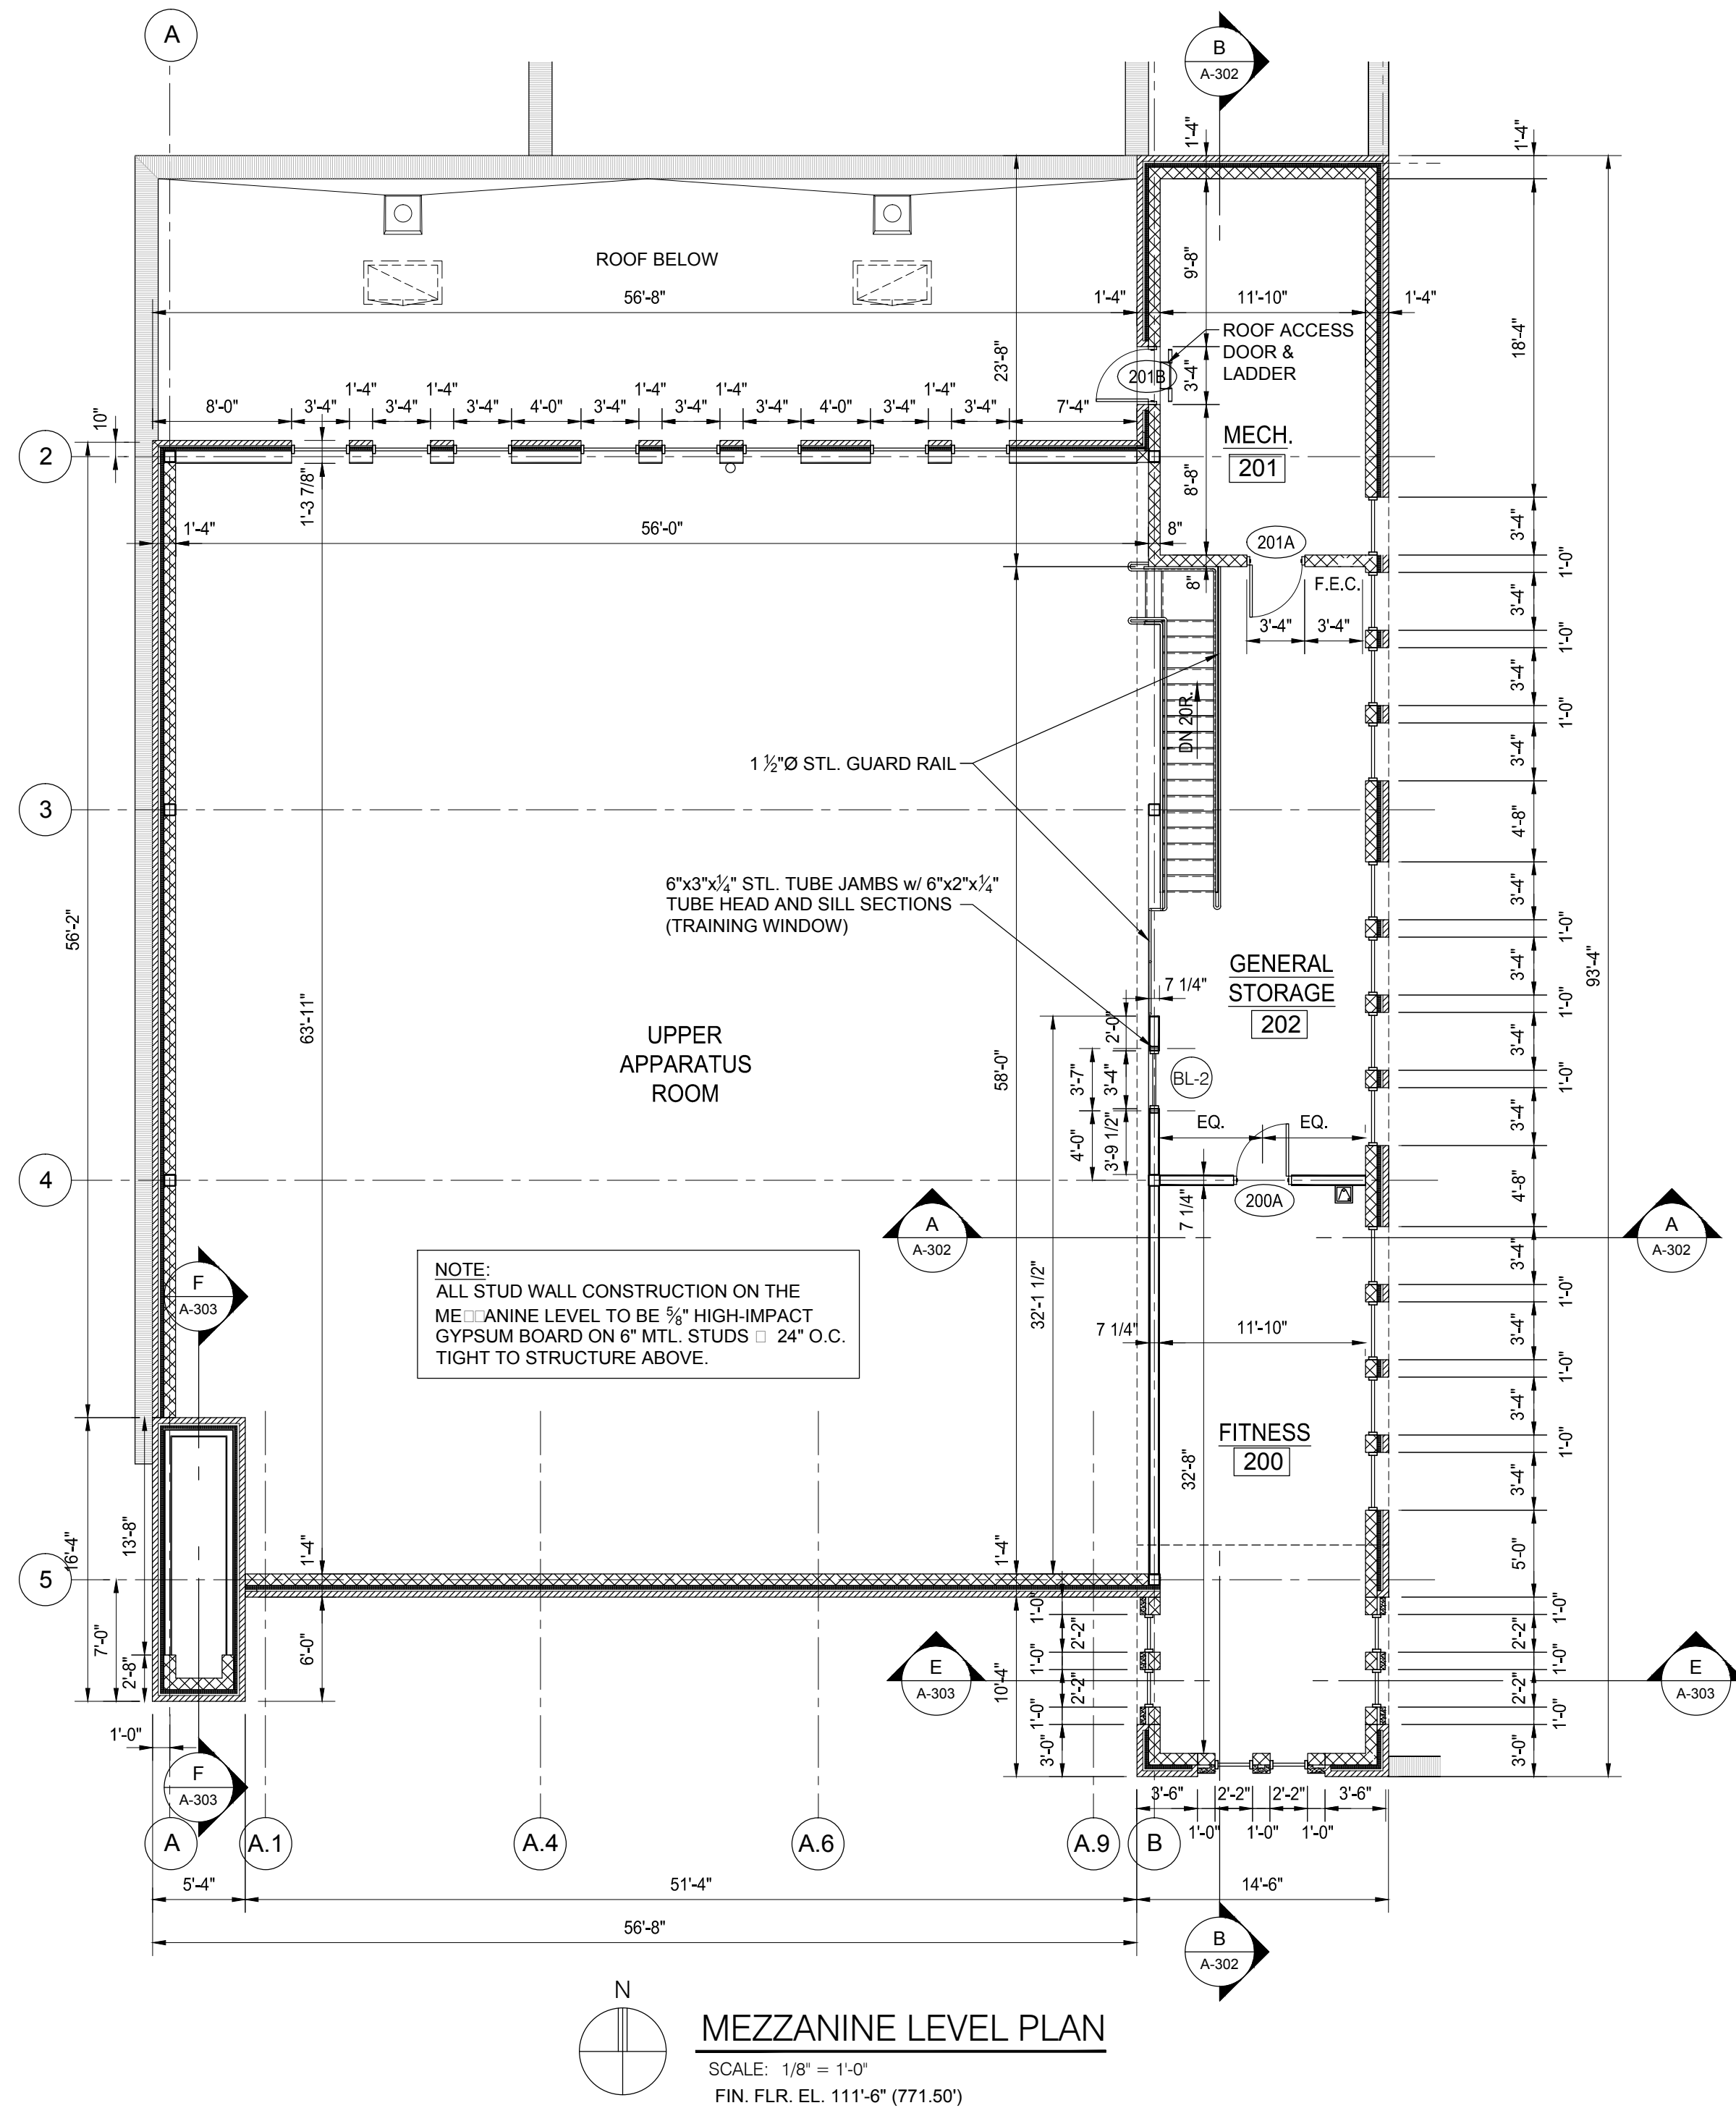 A
B
A-302
1'-4"
1'-4"
ROOF BELOW
56'-8"
1'-4"
9'-8"
11'-10"
1'-4"
ROOF ACCESS
DOOR &
LADDER
201B
3'-4"
23'-8"
18'-4"
1'-4" 1'-4" 1'-4" 1'-4" 1'-4"
8'-0" 3'-4" 3'-4" 3'-4" 4'-0" 3'-4" 3'-4" 3'-4" 4'-0" 3'-4" 3'-4" 7'-4"
10"
2
MECH.
201
8'-8"
1'-3 7/8"
1'-4"
56'-0"
8"
201A
8"
F.E.C.
3'-4" 3'-4"
3'-4"
1'-0"
3'-4"
1'-0"
3'-4"
1'-0"
3'-4"
4'-8"
3'-4"
1'-0"
3'-4"
1'-0"
3'-4"
1'-0"
3'-4"
4'-8"
3'-4"
1'-0"
3'-4"
1'-0"
3'-4"
1'-0"
3'-4"
5'-0"
93'-4"
DN 20R.
1 ½"Ø STL. GUARD RAIL
3
6"x3"x¼" STL. TUBE JAMBS w/ 6"x2"x¼"
TUBE HEAD AND SILL SECTIONS
(TRAINING WINDOW)
56'-2"
63'-11"
GENERAL
STORAGE
202
7 1/4"
UPPER
APPARATUS
ROOM
58'-0"
2'-0"
3'-7"
3'-4"
BL-2
EQ. EQ.
4'-0"
3'-9 1/2"
4
200A
7 1/4"
A
A-302
A
A-302
F
A-303
NOTE:
ALL STUD WALL CONSTRUCTION ON THE
ME□□ANINE LEVEL TO BE ⅝" HIGH-IMPACT
GYPSUM BOARD ON 6" MTL. STUDS □ 24" O.C.
TIGHT TO STRUCTURE ABOVE.
32'-1 1/2"
7 1/4"
11'-10"
FITNESS
200
32'-8"
16'-4"
13'-8"
1'-4"
1'-4"
5
7'-0"
2'-8"
6'-0"
10'-4"
1'-0"
2'-2"
1'-0"
2'-2"
1'-0"
3'-0"
1'-0"
2'-2"
1'-0"
2'-2"
1'-0"
3'-0"
E
A-303
E
A-303
1'-0"
F
A-303
3'-6" 2'-2" 2'-2" 3'-6"
1'-0" 1'-0" 1'-0"
A A.1 A.4 A.6 A.9 B
5'-4" 51'-4" 14'-6"
56'-8"
B
A-302
N
MEZZANINE LEVEL PLAN
SCALE: 1/8" = 1'-0"
FIN. FLR. EL. 111'-6" (771.50')